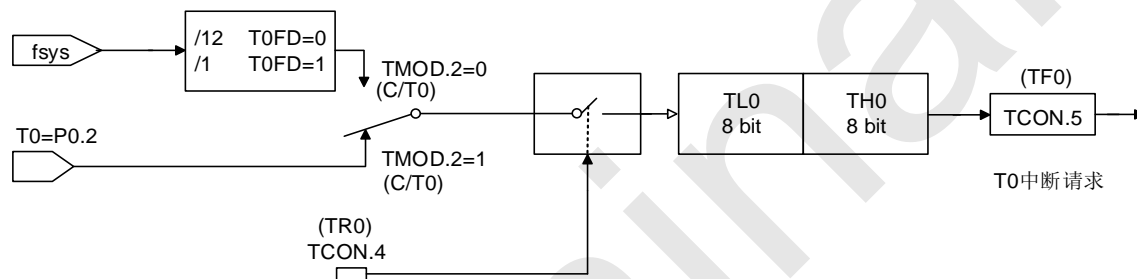 fsys
/12 T0FD=0
/1 T0FD=1
TMOD.2=0
(C/T0)
T0=P0.2
TMOD.2=1
(C/T0)
(TR0)
TCON.4
TL0
8 bit
TH0
8 bit
(TF0)
TCON.5
T0中断请求